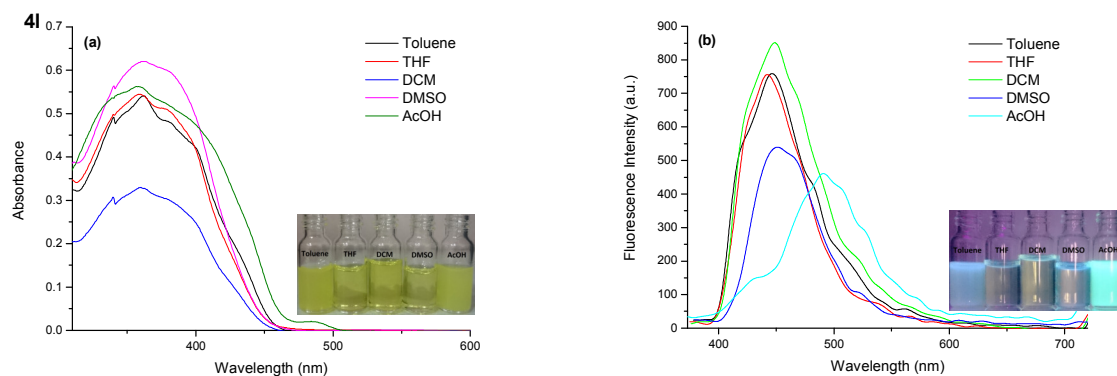 4l
(a)
Toluene
THF
DCM
DMSO
AcOH
0.7
0.6
0.5
0.4
0.3
0.2
0.1
0.0
Absorbance
400
500
600
Wavelength (nm)
Toluene THF DCM DMSO AcOH
(b)
Toluene
THF
DCM
DMSO
AcOH
900
800
700
600
500
400
300
200
100
0
Fluorescence Intensity (a.u.)
400
500
600
700
Wavelength (nm)
Toluene THF DCM DMSO AcOH